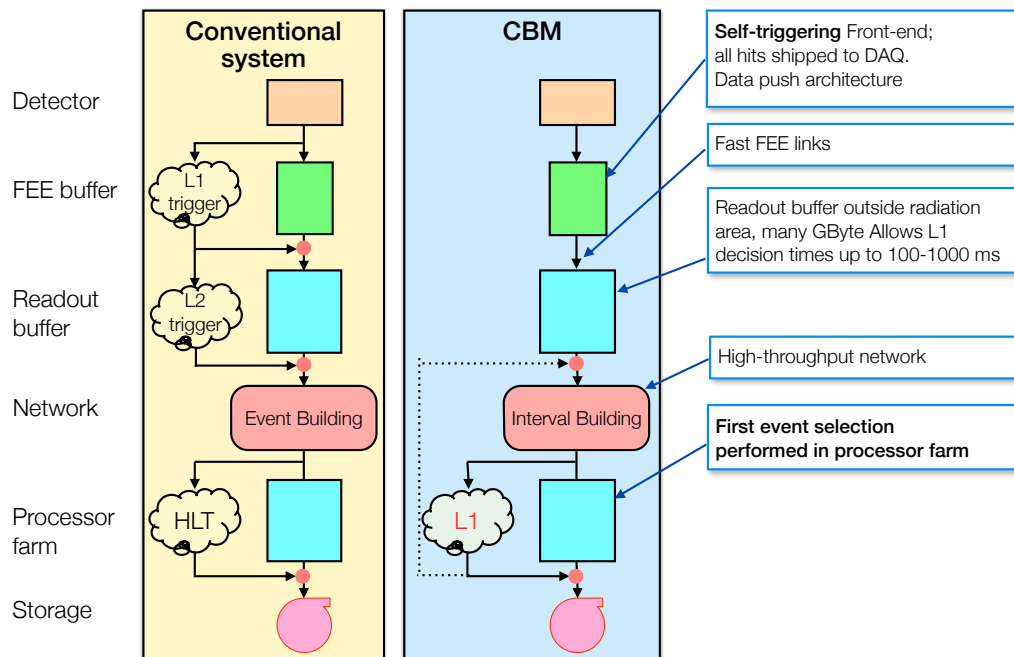 Conventional
system
CBM
Self-triggering Front-end;
all hits shipped to DAQ.
Data push architecture
Detector
Fast FEE links
L1
trigger
FEE buffer
Readout buffer outside radiation
area, many GByte Allows L1
decision times up to 100-1000 ms
L2
trigger
Readout
buffer
High-throughput network
Network
Event Building
Interval Building
First event selection
performed in processor farm
Processor
farm
HLT
L1
Storage